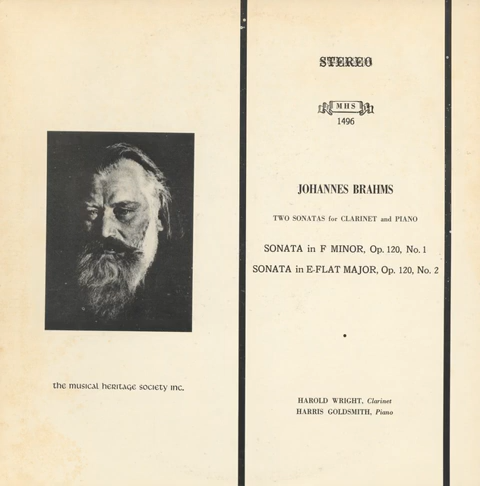 STEREO
MHS
1496
JOHANNES BRAHMS
TWO SONATAS for CLARINET and PIANO
SONATA in F MINOR, Op. 120, No. 1
SONATA in E-FLAT MAJOR, Op. 120, No. 2
the musical heritage society inc.
HAROLD WRIGHT, Clarinet
HARRIS GOLDSMITH, Piano